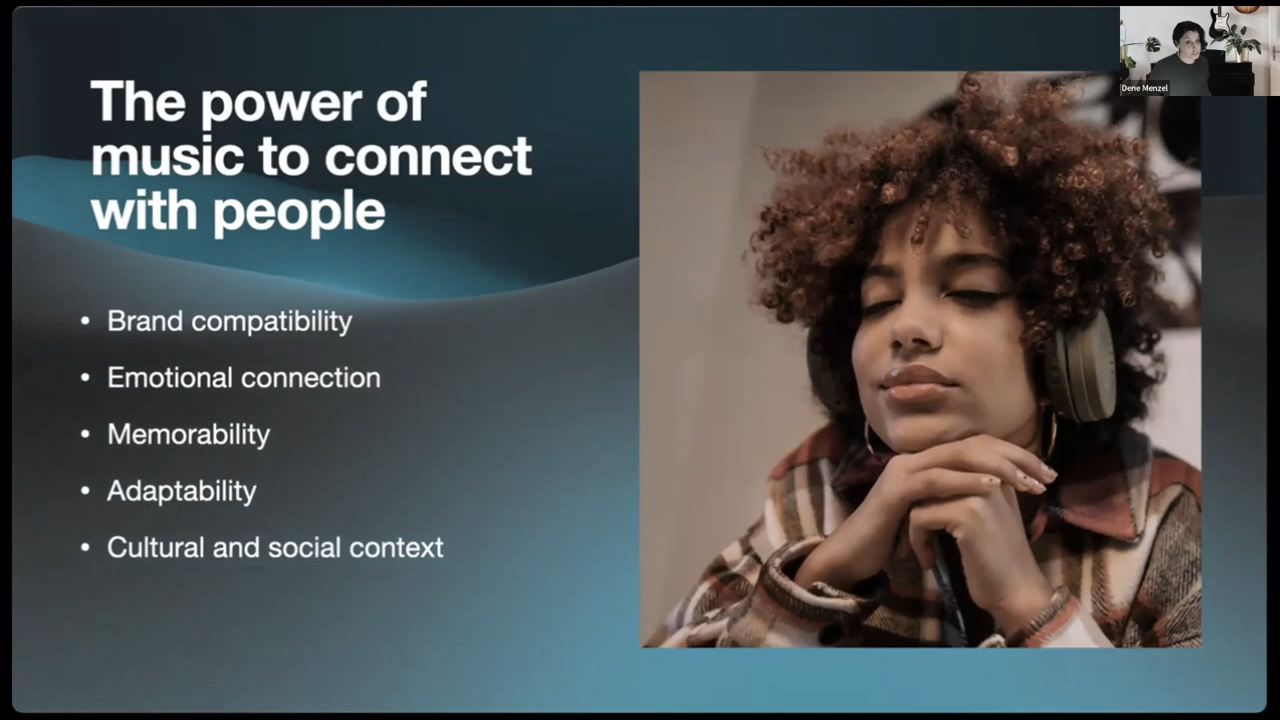 The power of
music to connect
with people
• Brand compatibility
• Emotional connection
• Memorability
• Adaptability
• Cultural and social context
Dene Menzel